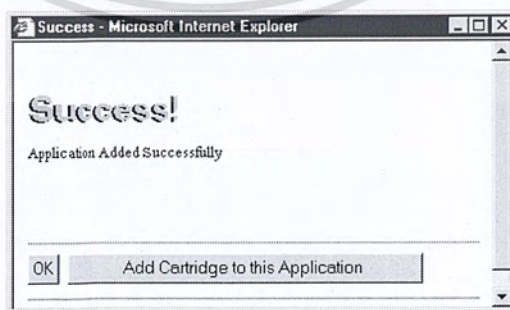 Success - Microsoft Internet Explorer
Success!
Application Added Successfully
OK
Add Cartridge to this Application